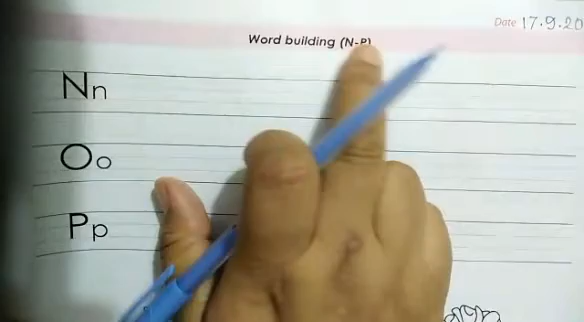 Date 17.9.20
Word building (N-P)
Nn
Oo
Pp